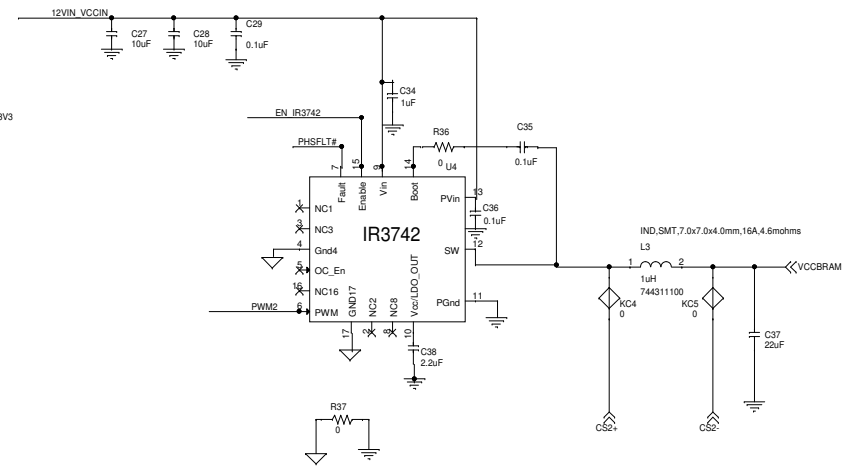 12VIN_VCCIN
C27
10uF
C28
10uF
C29
0.1uF
3V3
C34
1uF
EN_IR3742
PHSFLT#
R36
0
C35
0.1uF
U4
7
15
9
14
Fault
Enable
Vin
Boot
1
NC1
3
NC3
4
Gnd4
5
OC_En
16
NC16
PWM2
6
PWM
IR3742
PVin
13
C36
0.1uF
SW
12
PGnd
11
GND17
NC2
NC8
Vcc/LDO_OUT
17
2
8
10
C38
2.2uF
IND,SMT,7.0x7.0x4.0mm,16A,4.6mohms
L3
1
2
1uH
744311100
VCCBRAM
KC4
0
KC5
0
C37
22uF
CS2+
CS2-
R37
0